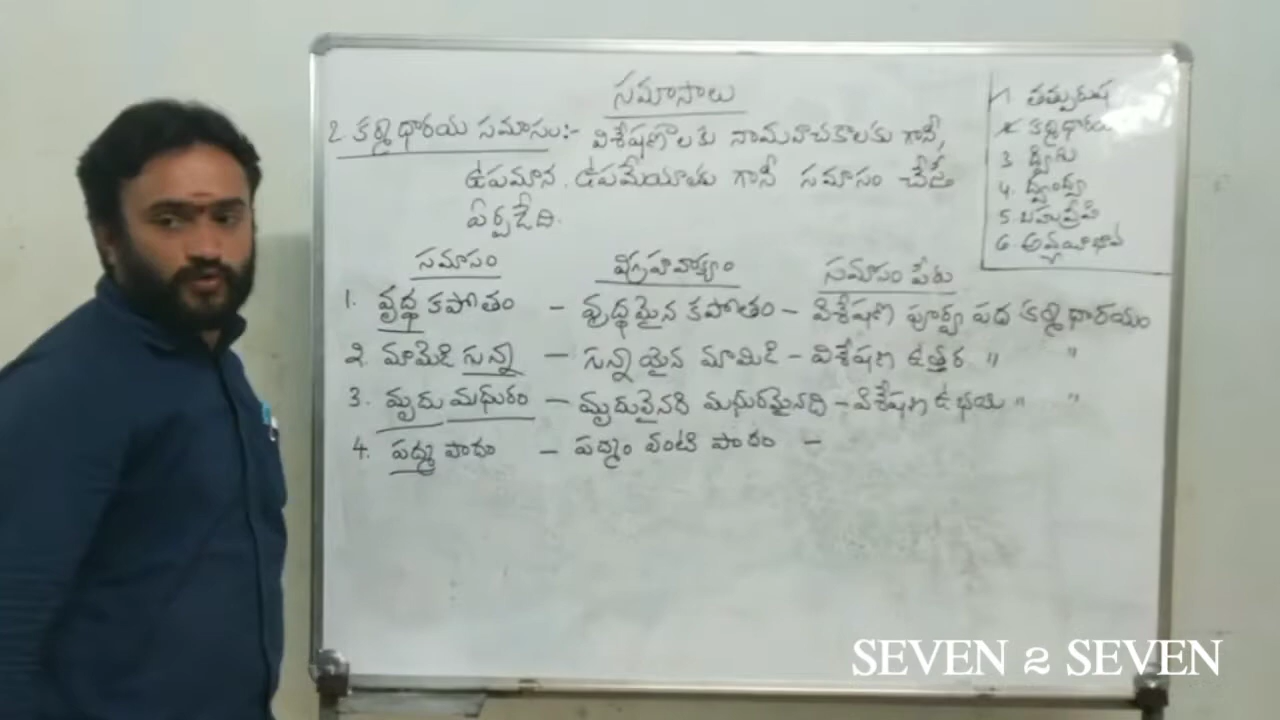 సమాసాలు
2. కర్మధారయ సమాసం:- విశేషణాలకు నామవాచకాలకు గానీ,
ఉపమాన. ఉపమేయాలకు గానీ సమాసం చేస్తే
ఏర్పడేది.
1 తత్పురుష
2 కర్మధారయ
3 ద్విగు
4. ద్వంద్వ
5. బహువ్రీహి
6. అవ్యయీభావ
సమాసం విగ్రహవాక్యం సమాసం పేరు
1. వృద్ధ కపోతం - వృద్ధమైన కపోతం - విశేషణ పూర్వ పద కర్మధారయం
2. మామిడి గున్నా - గున్నాయైన మామిడి - విశేషణ ఉత్తర " "
3. మృదు మధురం - మృదువైనది మధురమైనది - విశేషణ ఉభయ " "
4. పద్మ పాదం - పద్మం వంటి పాదం -
SEVEN 2 SEVEN